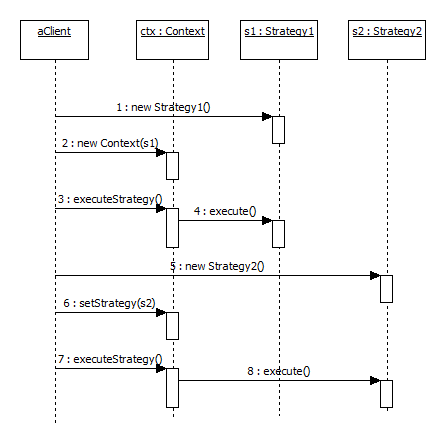 aClient
ctx : Context
s1 : Strategy1
s2 : Strategy2
1 : new Strategy1()
2 : new Context(s1)
3 : executeStrategy()
4 : execute()
5 : new Strategy2()
6 : setStrategy(s2)
7 : executeStrategy()
8 : execute()